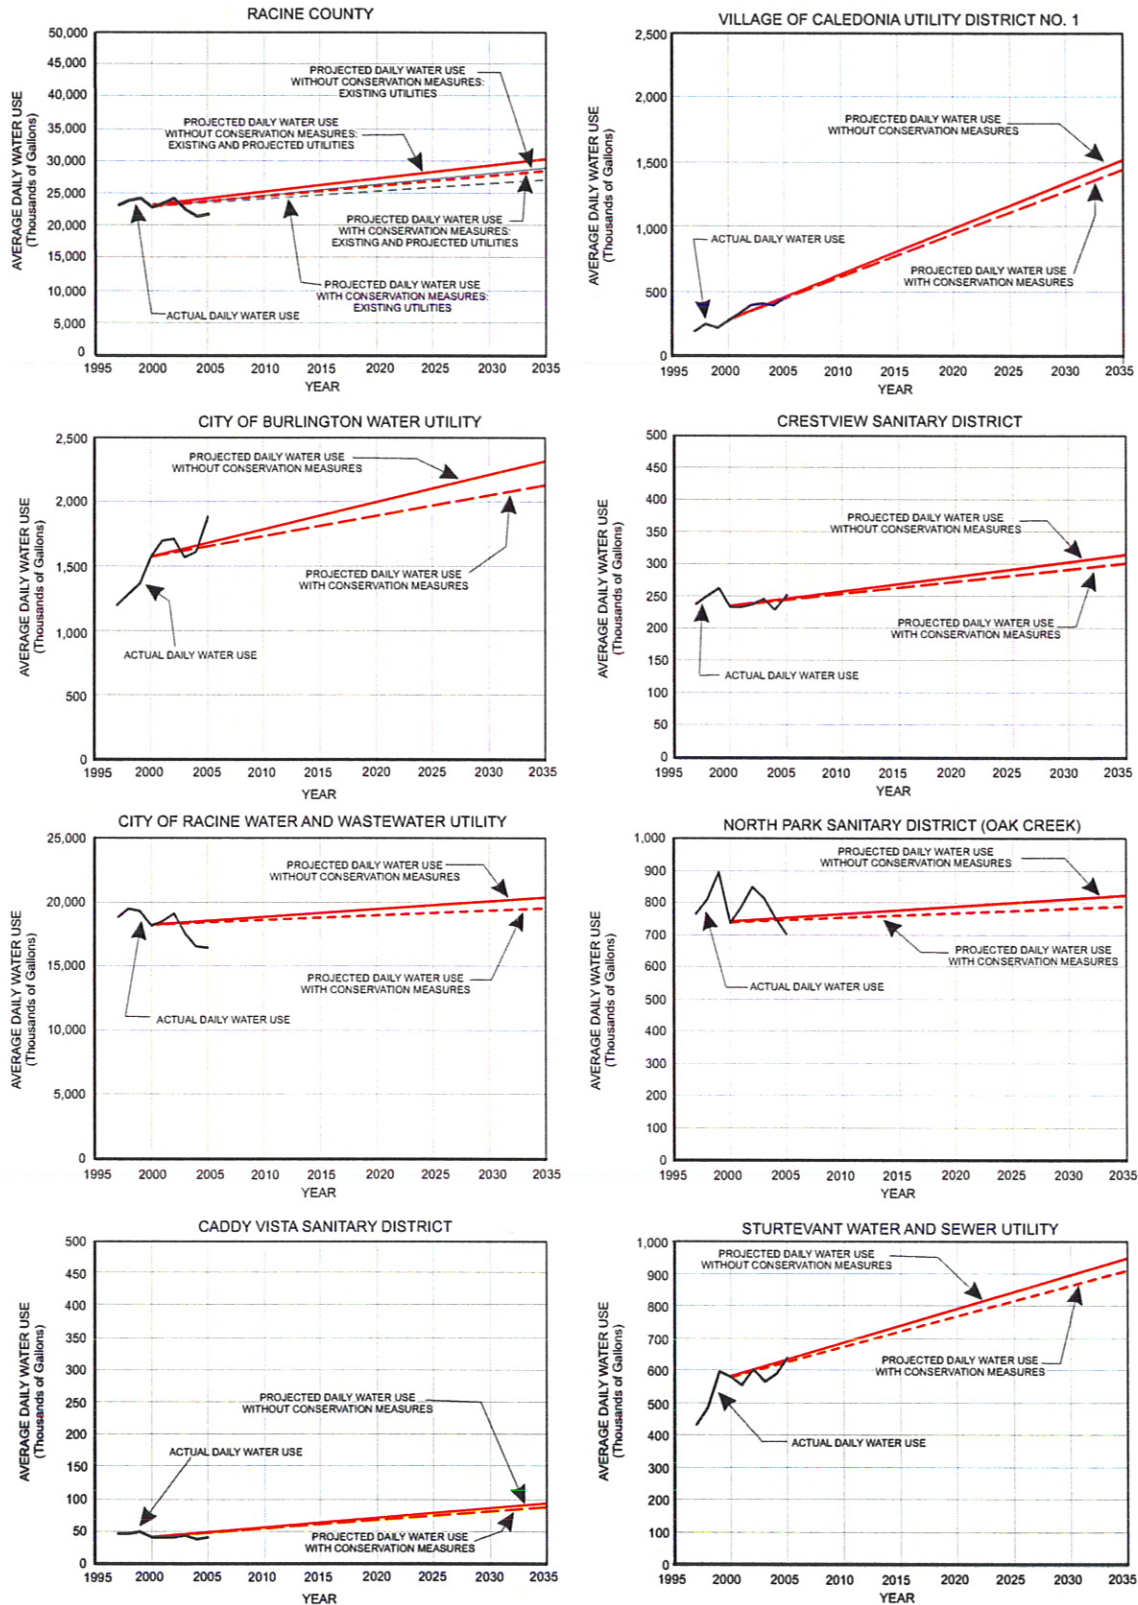 RACINE COUNTY
AVERAGE DAILY WATER USE
(Thousands of Gallons)
50,000
45,000
40,000
35,000
30,000
25,000
20,000
15,000
10,000
5,000
0
PROJECTED DAILY WATER USE
WITHOUT CONSERVATION MEASURES:
EXISTING UTILITIES
PROJECTED DAILY WATER USE
WITHOUT CONSERVATION MEASURES:
EXISTING AND PROJECTED UTILITIES
PROJECTED DAILY WATER USE
WITH CONSERVATION MEASURES:
EXISTING AND PROJECTED UTILITIES
PROJECTED DAILY WATER USE
WITH CONSERVATION MEASURES:
EXISTING UTILITIES
ACTUAL DAILY WATER USE
1995 2000 2005 2010 2015 2020 2025 2030 2035
YEAR
VILLAGE OF CALEDONIA UTILITY DISTRICT NO. 1
AVERAGE DAILY WATER USE
(Thousands of Gallons)
2,500
2,000
1,500
1,000
500
0
PROJECTED DAILY WATER USE
WITHOUT CONSERVATION MEASURES
ACTUAL DAILY WATER USE
PROJECTED DAILY WATER USE
WITH CONSERVATION MEASURES
1995 2000 2005 2010 2015 2020 2025 2030 2035
YEAR
CITY OF BURLINGTON WATER UTILITY
AVERAGE DAILY WATER USE
(Thousands of Gallons)
2,500
2,000
1,500
1,000
500
0
PROJECTED DAILY WATER USE
WITHOUT CONSERVATION MEASURES
PROJECTED DAILY WATER USE
WITH CONSERVATION MEASURES
ACTUAL DAILY WATER USE
1995 2000 2005 2010 2015 2020 2025 2030 2035
YEAR
CRESTVIEW SANITARY DISTRICT
AVERAGE DAILY WATER USE
(Thousands of Gallons)
500
450
400
350
300
250
200
150
100
50
0
PROJECTED DAILY WATER USE
WITHOUT CONSERVATION MEASURES
PROJECTED DAILY WATER USE
WITH CONSERVATION MEASURES
ACTUAL DAILY WATER USE
1995 2000 2005 2010 2015 2020 2025 2030 2035
YEAR
CITY OF RACINE WATER AND WASTEWATER UTILITY
AVERAGE DAILY WATER USE
(Thousands of Gallons)
25,000
20,000
15,000
10,000
5,000
0
PROJECTED DAILY WATER USE
WITHOUT CONSERVATION MEASURES
PROJECTED DAILY WATER USE
WITH CONSERVATION MEASURES
ACTUAL DAILY WATER USE
1995 2000 2005 2010 2015 2020 2025 2030 2035
YEAR
NORTH PARK SANITARY DISTRICT (OAK CREEK)
AVERAGE DAILY WATER USE
(Thousands of Gallons)
1,000
900
800
700
600
500
400
300
200
100
0
PROJECTED DAILY WATER USE
WITHOUT CONSERVATION MEASURES
PROJECTED DAILY WATER USE
WITH CONSERVATION MEASURES
ACTUAL DAILY WATER USE
1995 2000 2005 2010 2015 2020 2025 2030 2035
YEAR
CADDY VISTA SANITARY DISTRICT
AVERAGE DAILY WATER USE
(Thousands of Gallons)
500
450
400
350
300
250
200
150
100
50
0
PROJECTED DAILY WATER USE
WITHOUT CONSERVATION MEASURES
ACTUAL DAILY WATER USE
PROJECTED DAILY WATER USE
WITH CONSERVATION MEASURES
1995 2000 2005 2010 2015 2020 2025 2030 2035
YEAR
STURTEVANT WATER AND SEWER UTILITY
AVERAGE DAILY WATER USE
(Thousands of Gallons)
1,000
900
800
700
600
500
400
300
200
100
0
PROJECTED DAILY WATER USE
WITHOUT CONSERVATION MEASURES
PROJECTED DAILY WATER USE
WITH CONSERVATION MEASURES
ACTUAL DAILY WATER USE
1995 2000 2005 2010 2015 2020 2025 2030 2035
YEAR